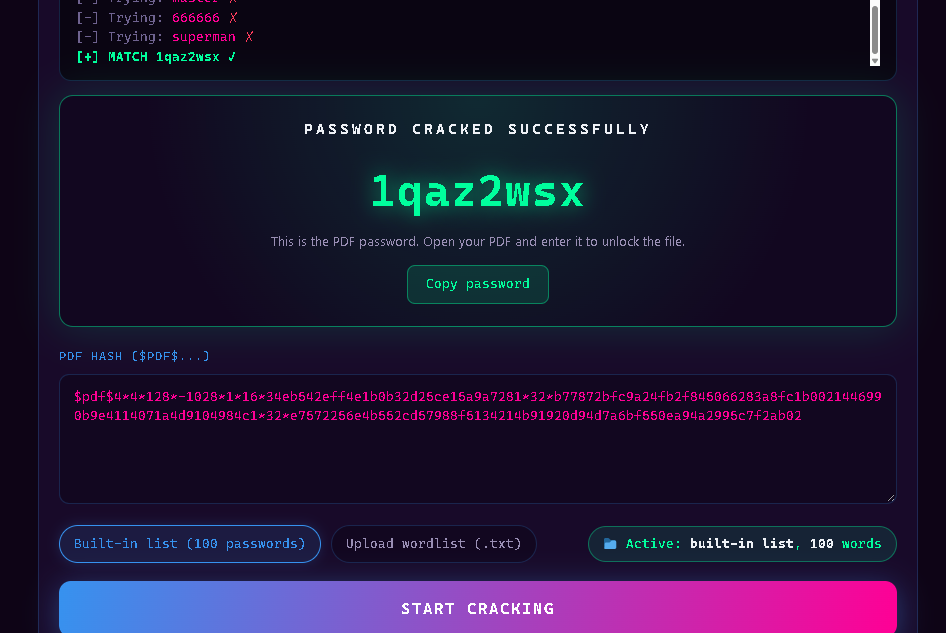 [-] Trying: master ✗
[-] Trying: 666666 ✗
[-] Trying: superman ✗
[+] MATCH 1qaz2wsx ✓
PASSWORD CRACKED SUCCESSFULLY
1qaz2wsx
This is the PDF password. Open your PDF and enter it to unlock the file.
Copy password
PDF HASH ($PDF$...)
$pdf$4*4*128*-1028*1*16*34eb542eff4e1b0b32d25ce15a9a7281*32*b77872bfc9a24fb2f845066283a8fc1b002144699
0b9e4114071a4d9104984c1*32*e7572256e4b552cd57988f5134214b91920d94d7a6bf550ea94a2995c7f2ab02
Built-in list (100 passwords)
Upload wordlist (.txt)
Active: built-in list, 100 words
START CRACKING